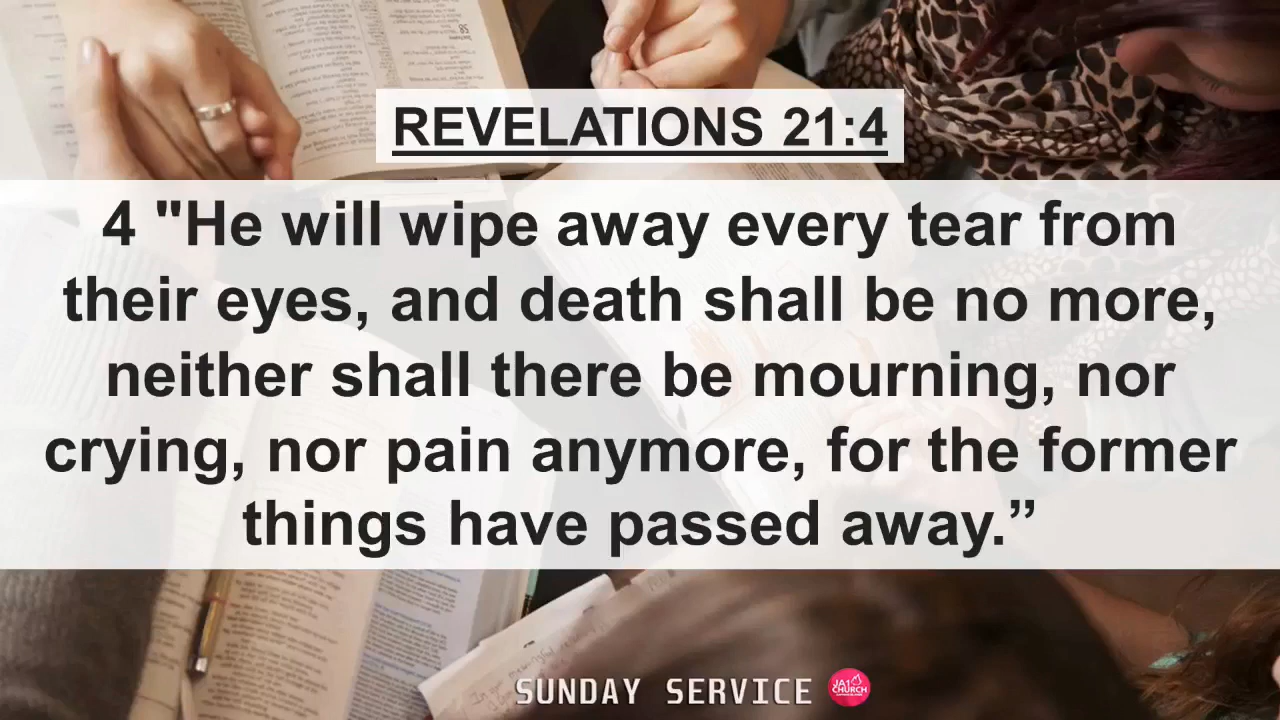 REVELATIONS 21:4
4 "He will wipe away every tear from
their eyes, and death shall be no more,
neither shall there be mourning, nor
crying, nor pain anymore, for the former
things have passed away.”
SUNDAY SERVICE
JA1
CHURCH